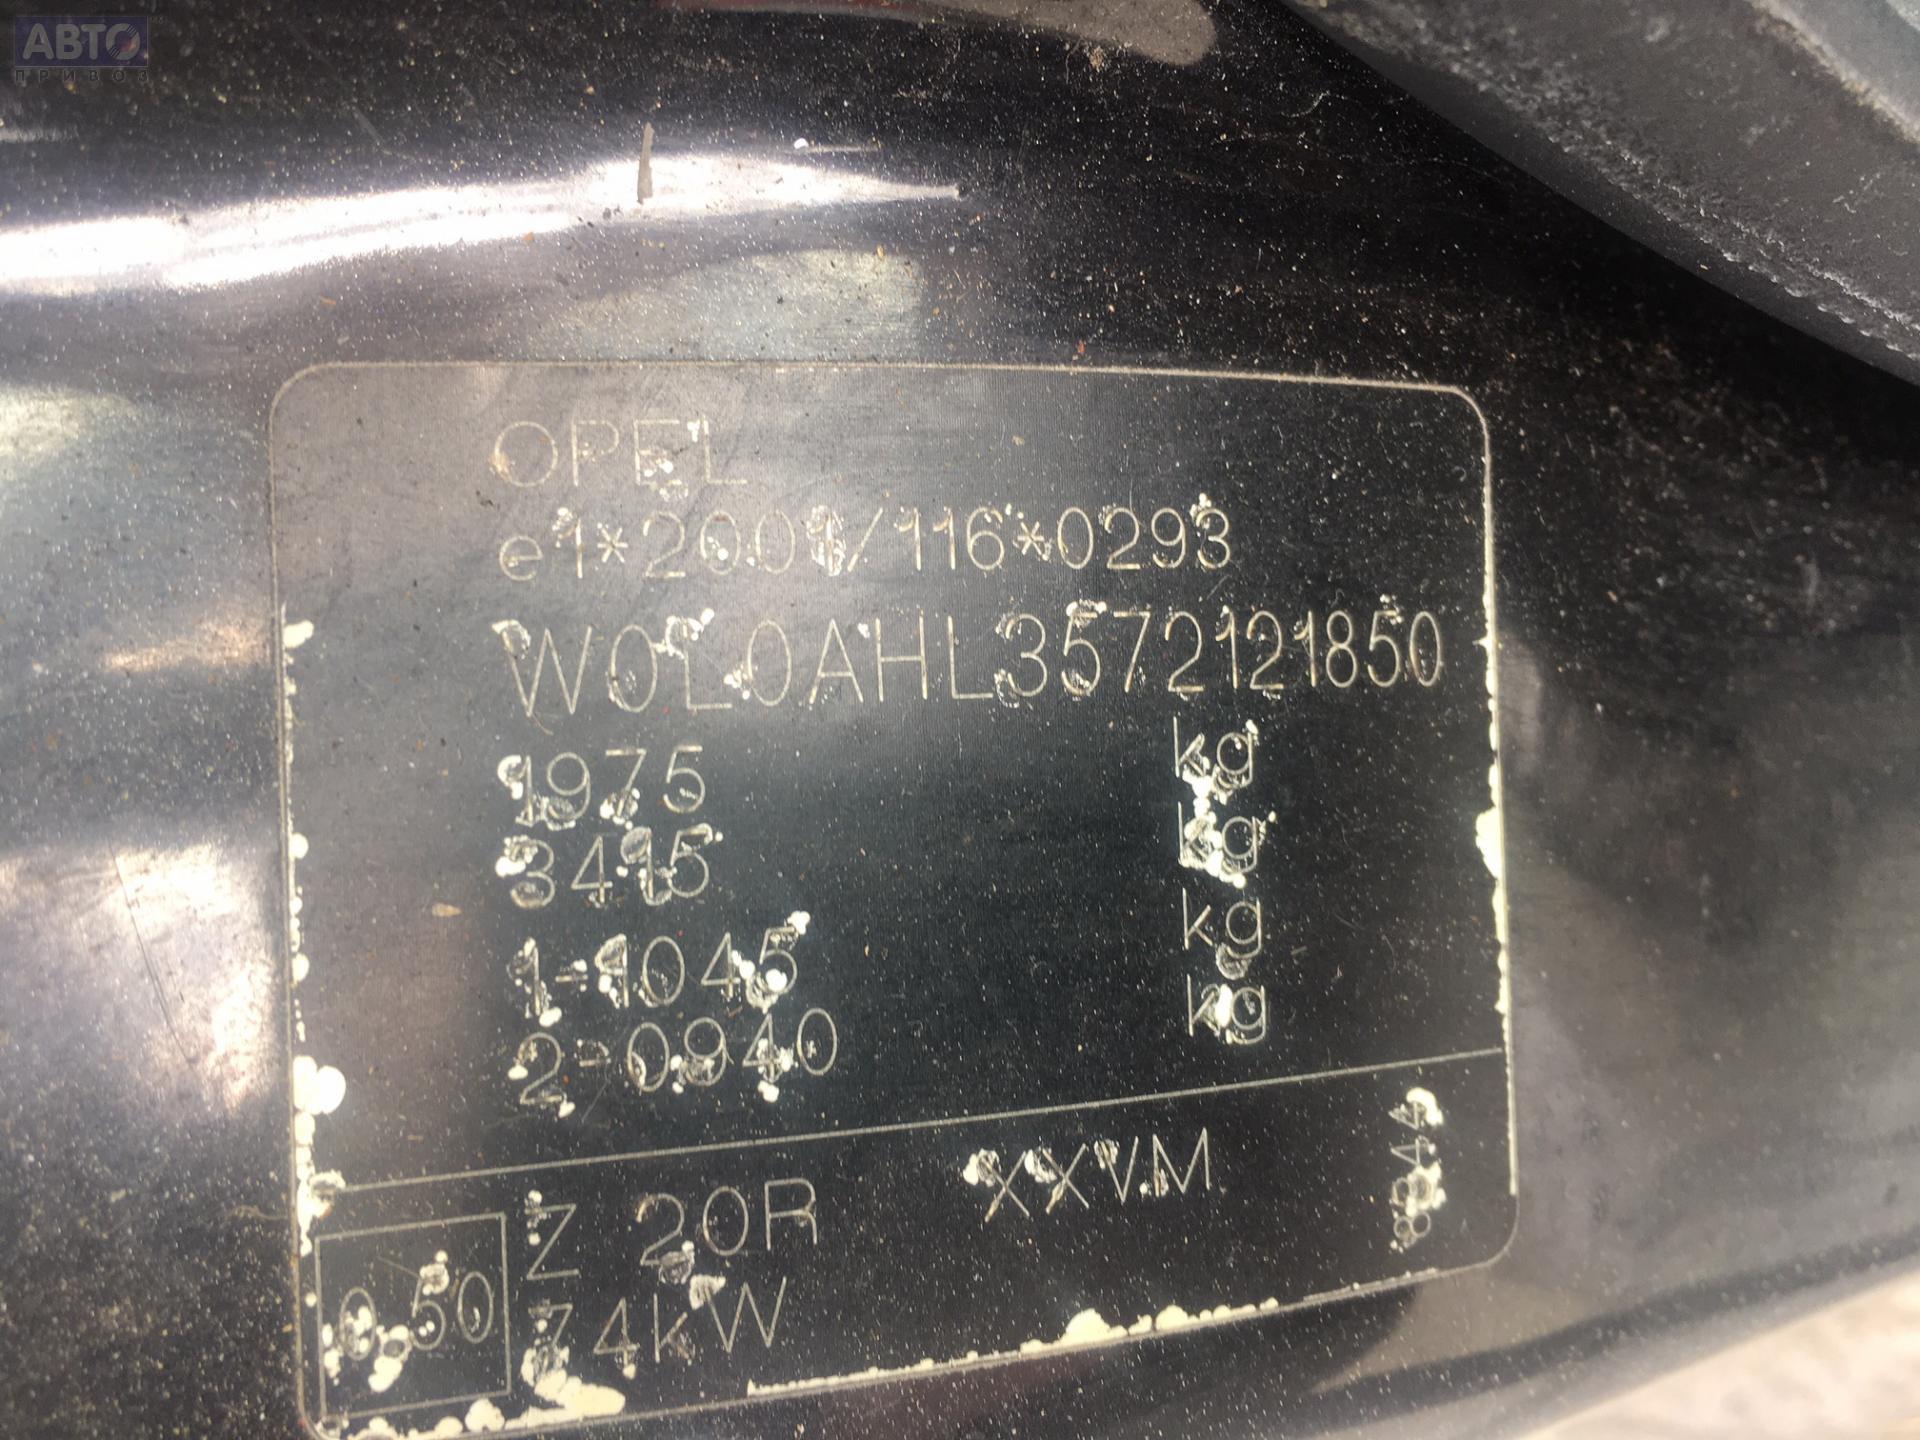 АВТО
ПРИВОЗ
OPEL
e1*2001/116*0293
W0L0AHL3572121850
1975 kg
3415 kg
1-1045 kg
2-0940 kg
Z 20R XXVM
0.50 74kW